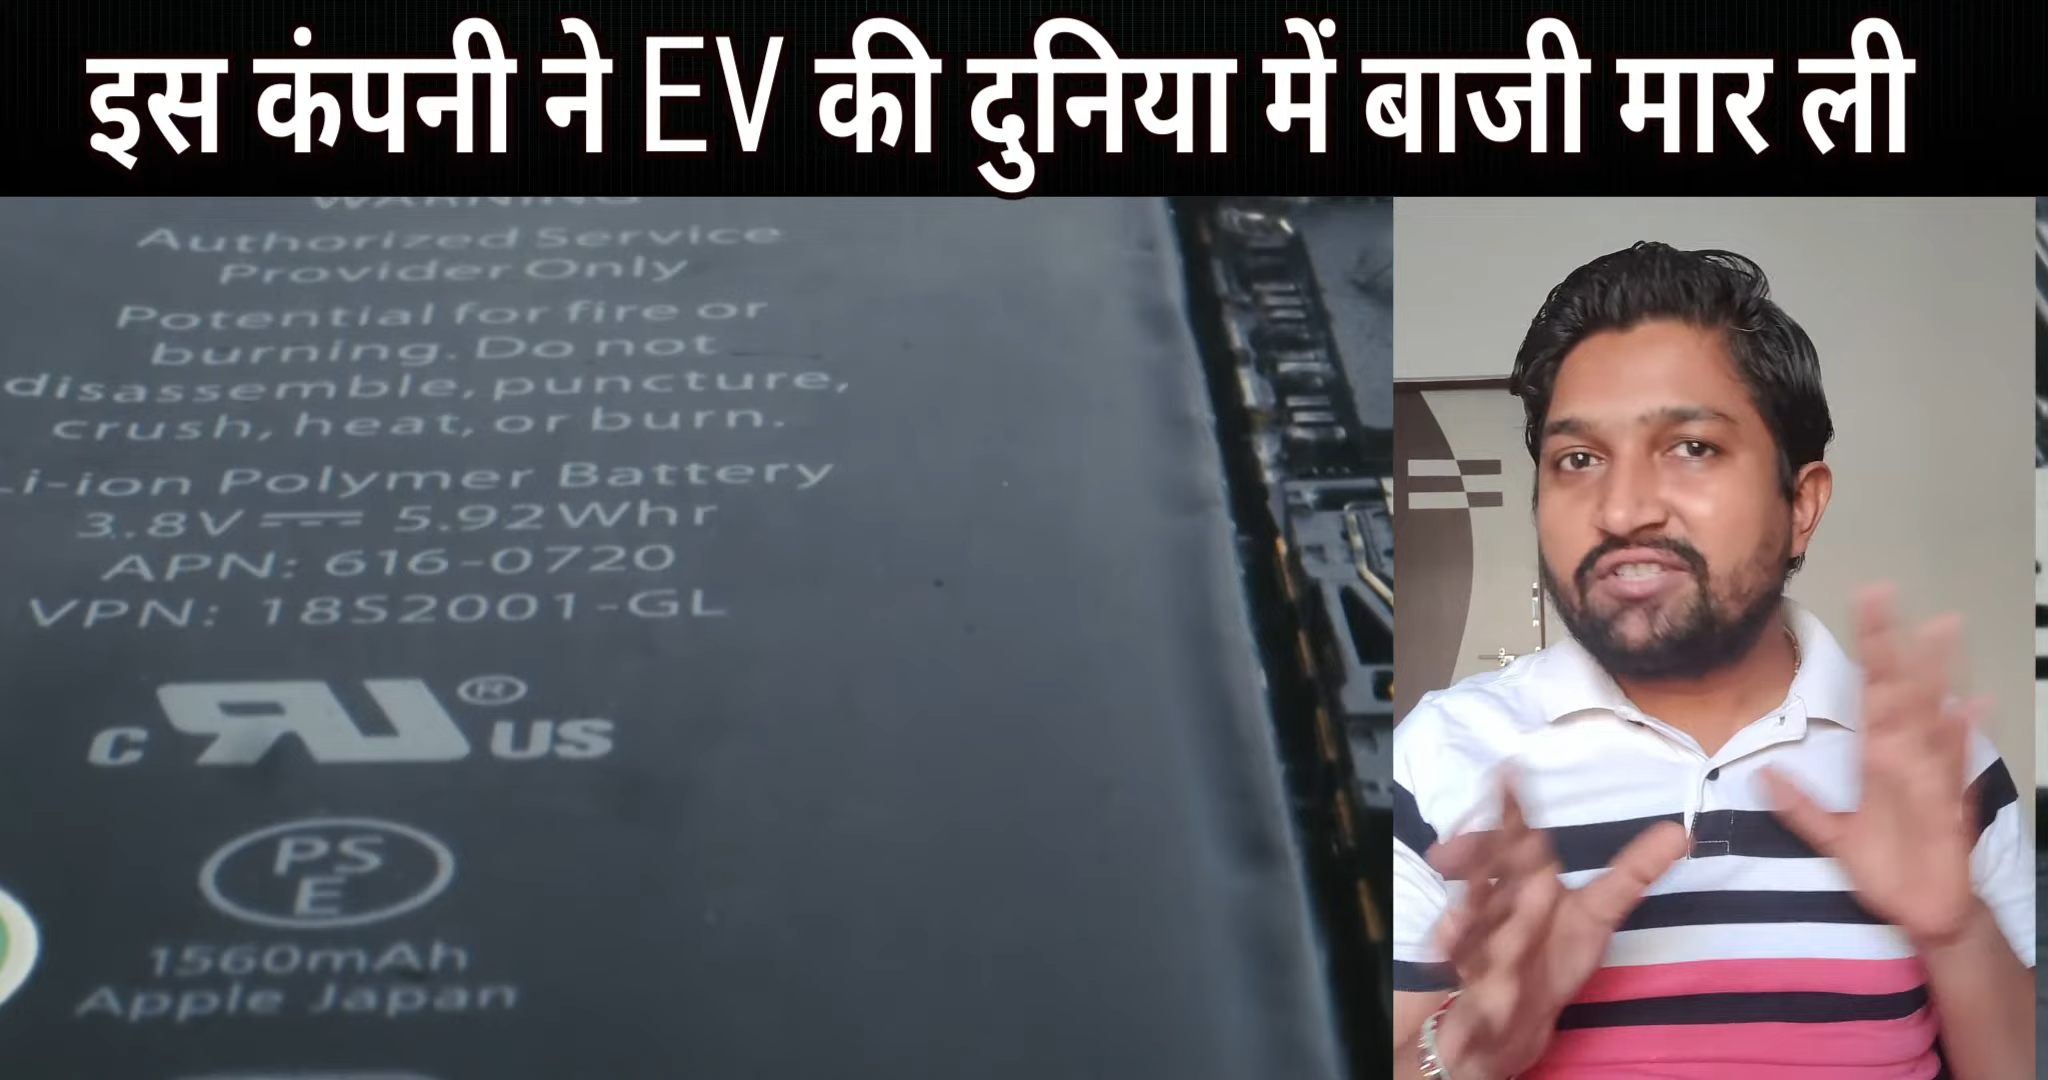 इस कंपनी ने EV की दुनिया में बाजी मार ली
WARNING
Authorized Service
Provider Only
Potential for fire or
burning. Do not
disassemble, puncture,
crush, heat, or burn.
Li-ion Polymer Battery
3.8V 5.92Whr
APN: 616-0720
VPN: 18S2001-GL
c RU ® US
PS
E
1560mAh
Apple Japan